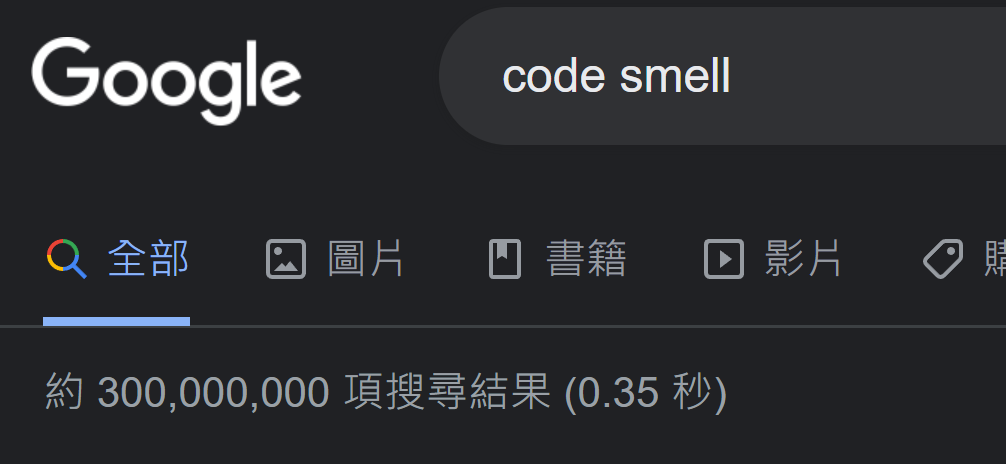 Google code smell
全部 圖片 書籍 影片 購
約 300,000,000 項搜尋結果 (0.35 秒)